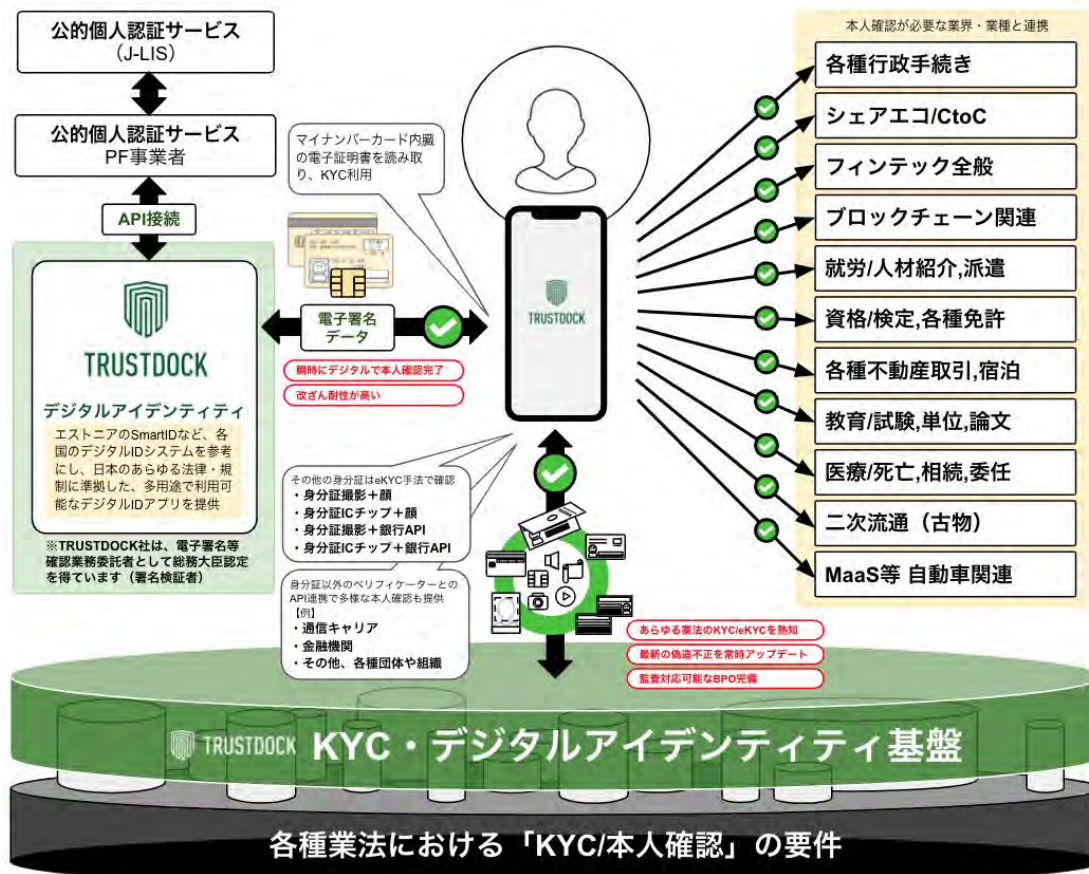 公的個人認証サービス
（J-LIS）
公的個人認証サービス
PF事業者
API接続
TRUSTDOCK
デジタルアイデンティティ
エストニアのSmartIDなど、各
国のデジタルIDシステムを参考
にし、日本のあらゆる法律・規
制に準拠した、多用途で利用可
能なデジタルIDアプリを提供
※TRUSTDOCK社は、電子署名等
確認業務委託者として総務大臣認定
を得ています（署名検証者）
マイナンバーカード内臓
の電子証明書を読み取
り、KYC利用
電子署名
データ
瞬時にデジタルで本人確認完了
改ざん耐性が高い
TRUSTDOCK
その他の身分証はeKYC手法で確認
・身分証撮影＋顔
・身分証ICチップ＋顔
・身分証撮影＋銀行API
・身分証ICチップ＋銀行API
身分証以外のベリフィケーターとの
API連携で多様な本人確認も提供
【例】
・通信キャリア
・金融機関
・その他、各種団体や組織
本人確認が必要な業界・業種と連携
各種行政手続き
シェアエコ/CtoC
フィンテック全般
ブロックチェーン関連
就労/人材紹介,派遣
資格/検定,各種免許
各種不動産取引,宿泊
教育/試験,単位,論文
医療/死亡,相続,委任
二次流通（古物）
MaaS等 自動車関連
あらゆる業法のKYC/eKYCを熟知
最新の偽造不正を常時アップデート
監査対応可能なBPO完備
TRUSTDOCK KYC・デジタルアイデンティティ基盤
各種業法における「KYC/本人確認」の要件